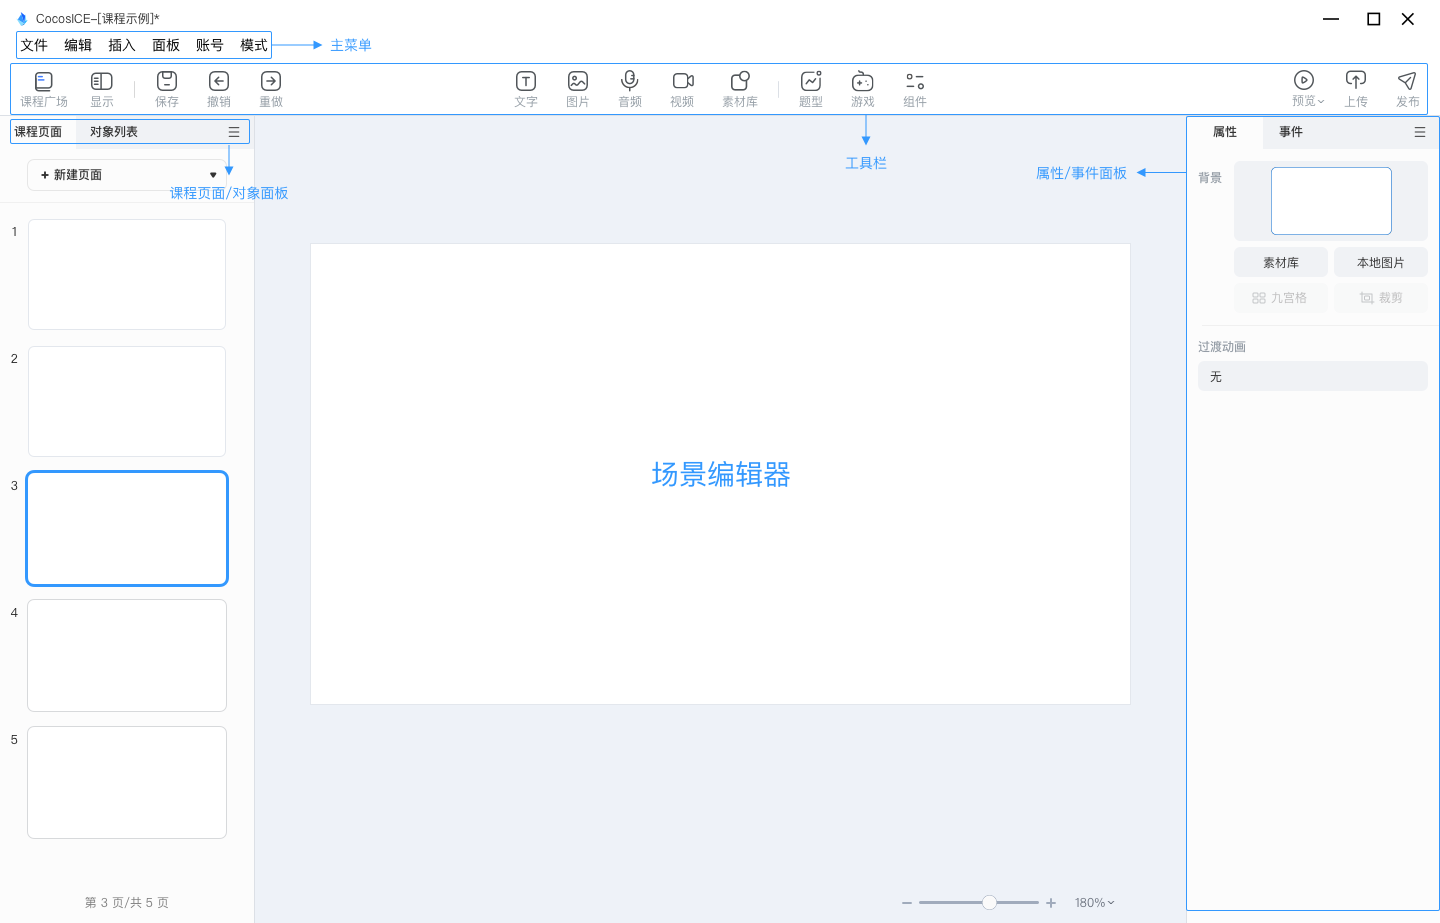 CocosICE-[课程示例]*
文件 编辑 插入 面板 账号 模式 主菜单
课程广场 显示 保存 撤销 重做 文字 图片 音频 视频 素材库 题型 游戏 组件 预览 上传 发布
课程页面 对象列表
属性 事件
工具栏
属性/事件面板
+ 新建页面
课程页面/对象面板
背景
素材库 本地图片
九宫格 裁剪
过渡动画
无
1
2
3
4
5
场景编辑器
第 3 页/共 5 页
180%